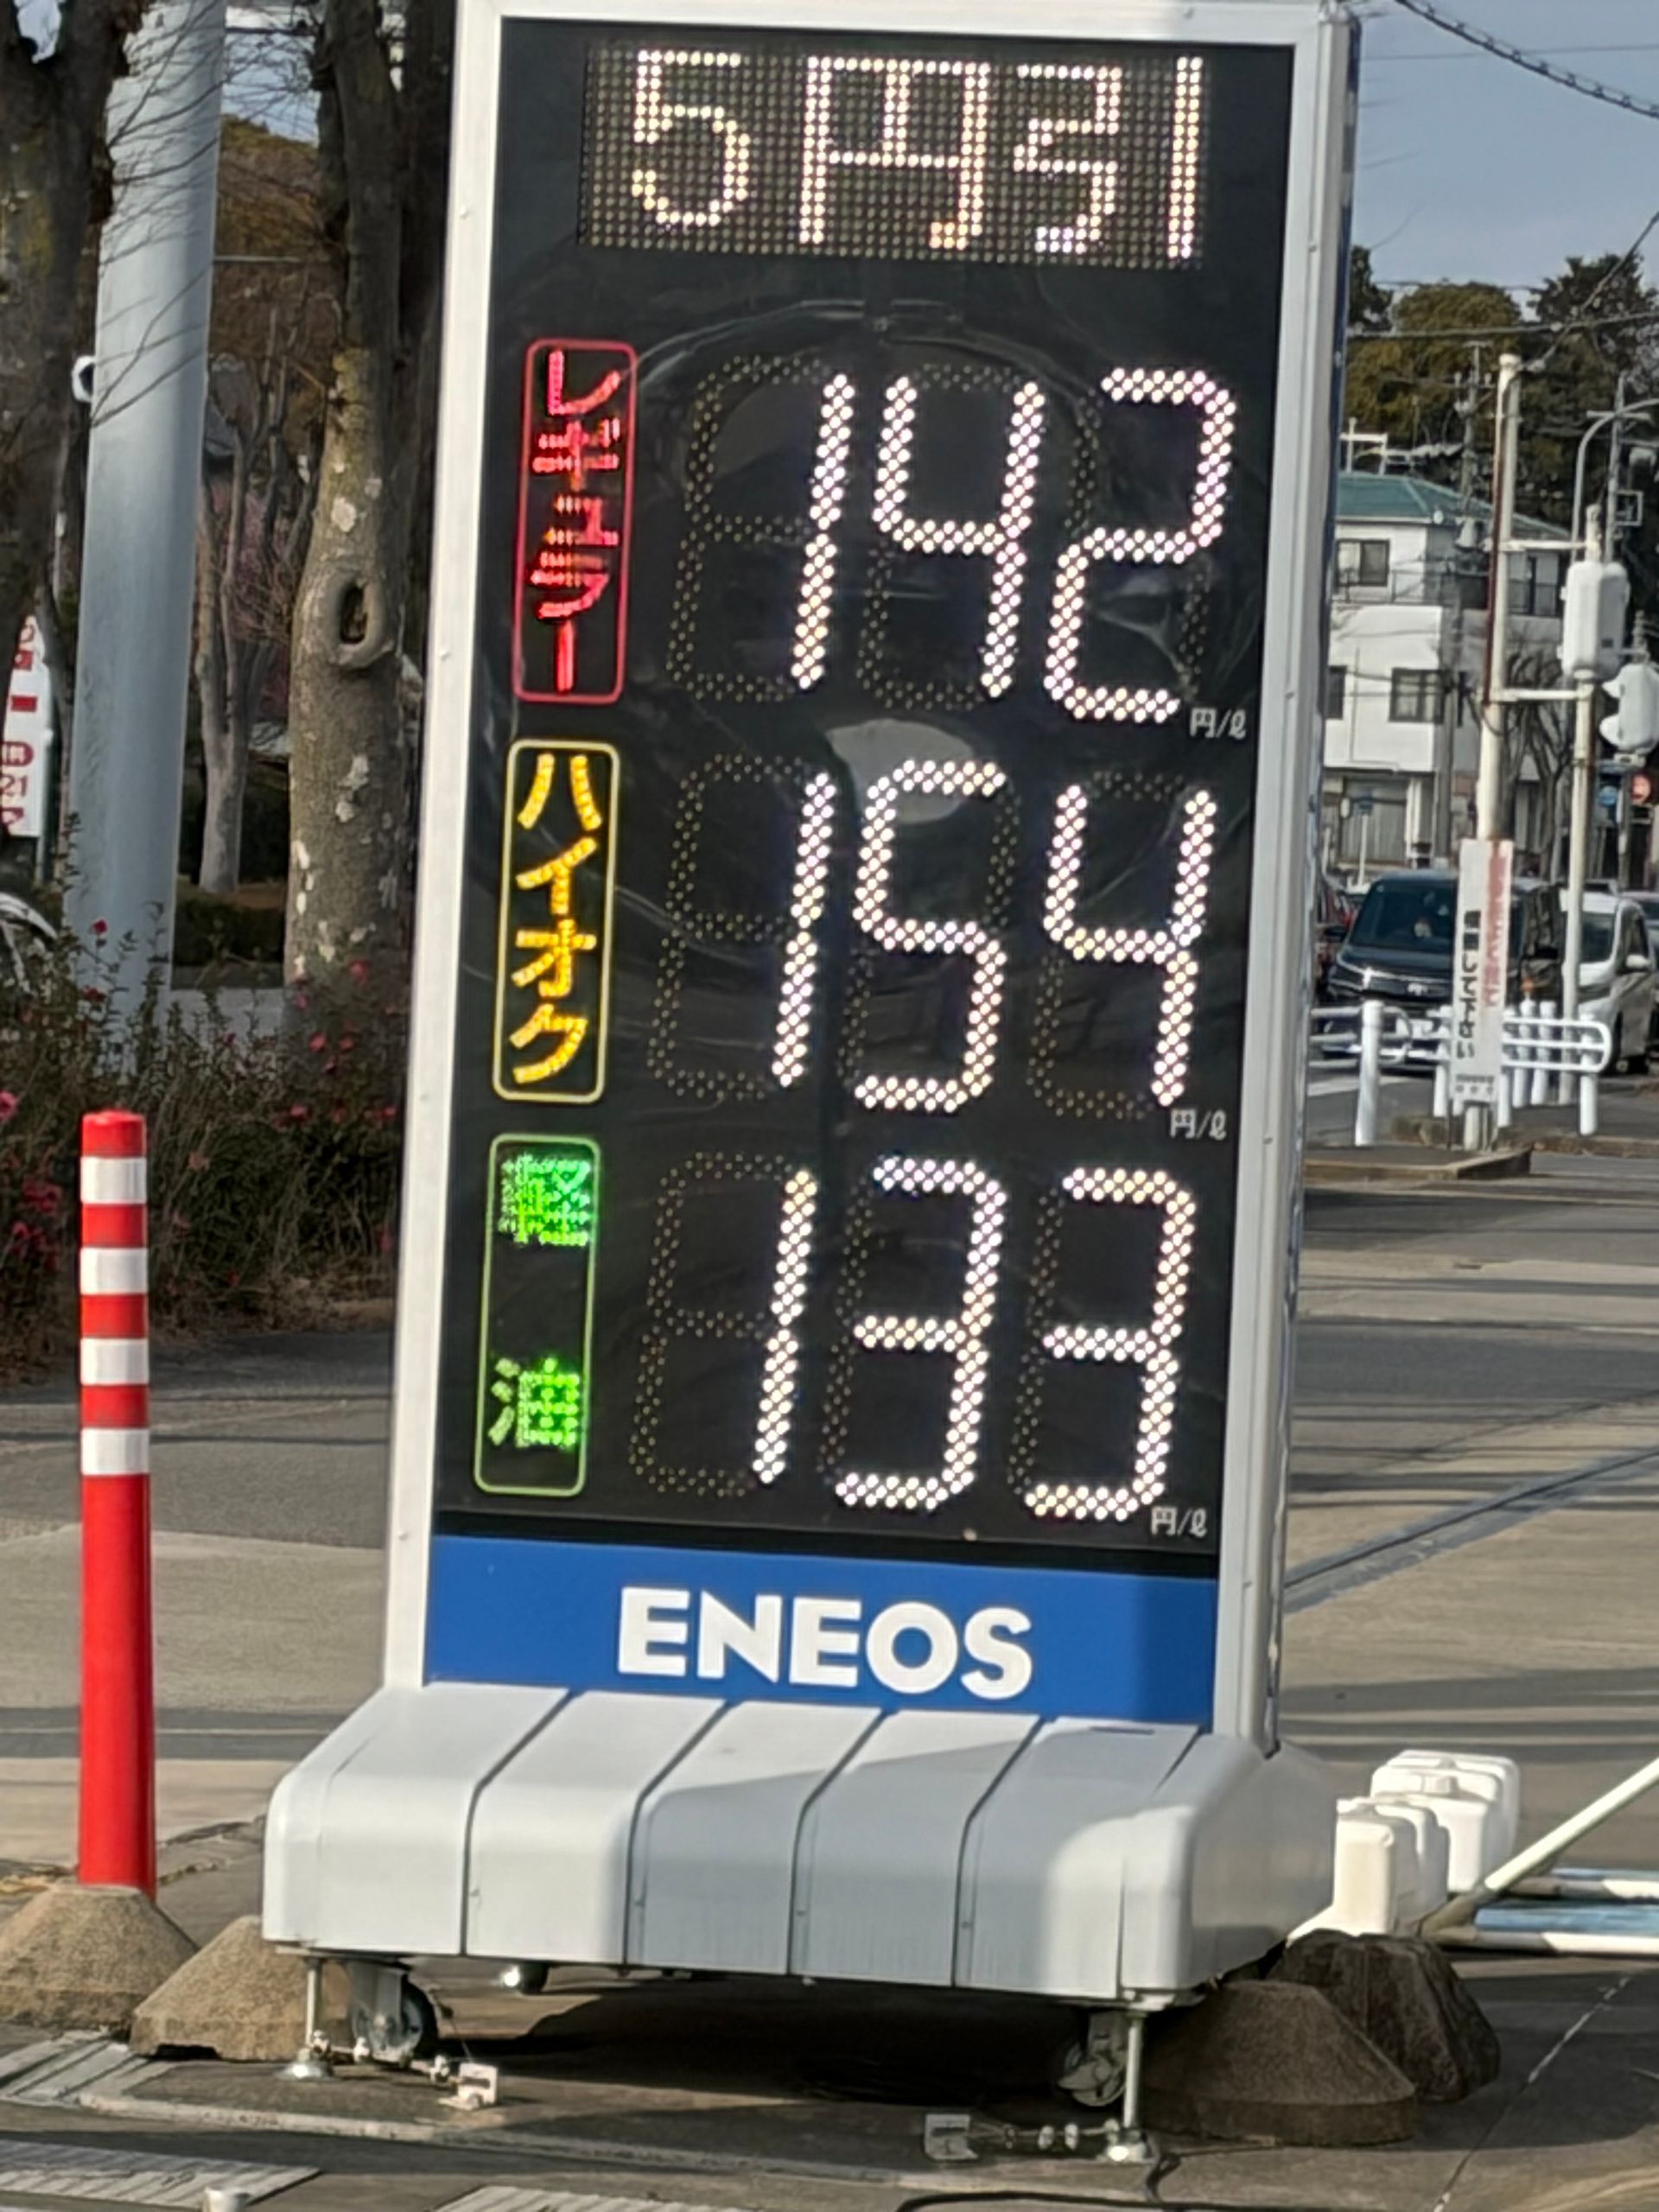 5円引
レギュラー 142 円/ℓ
ハイオク 154 円/ℓ
軽油 133 円/ℓ
ENEOS
21